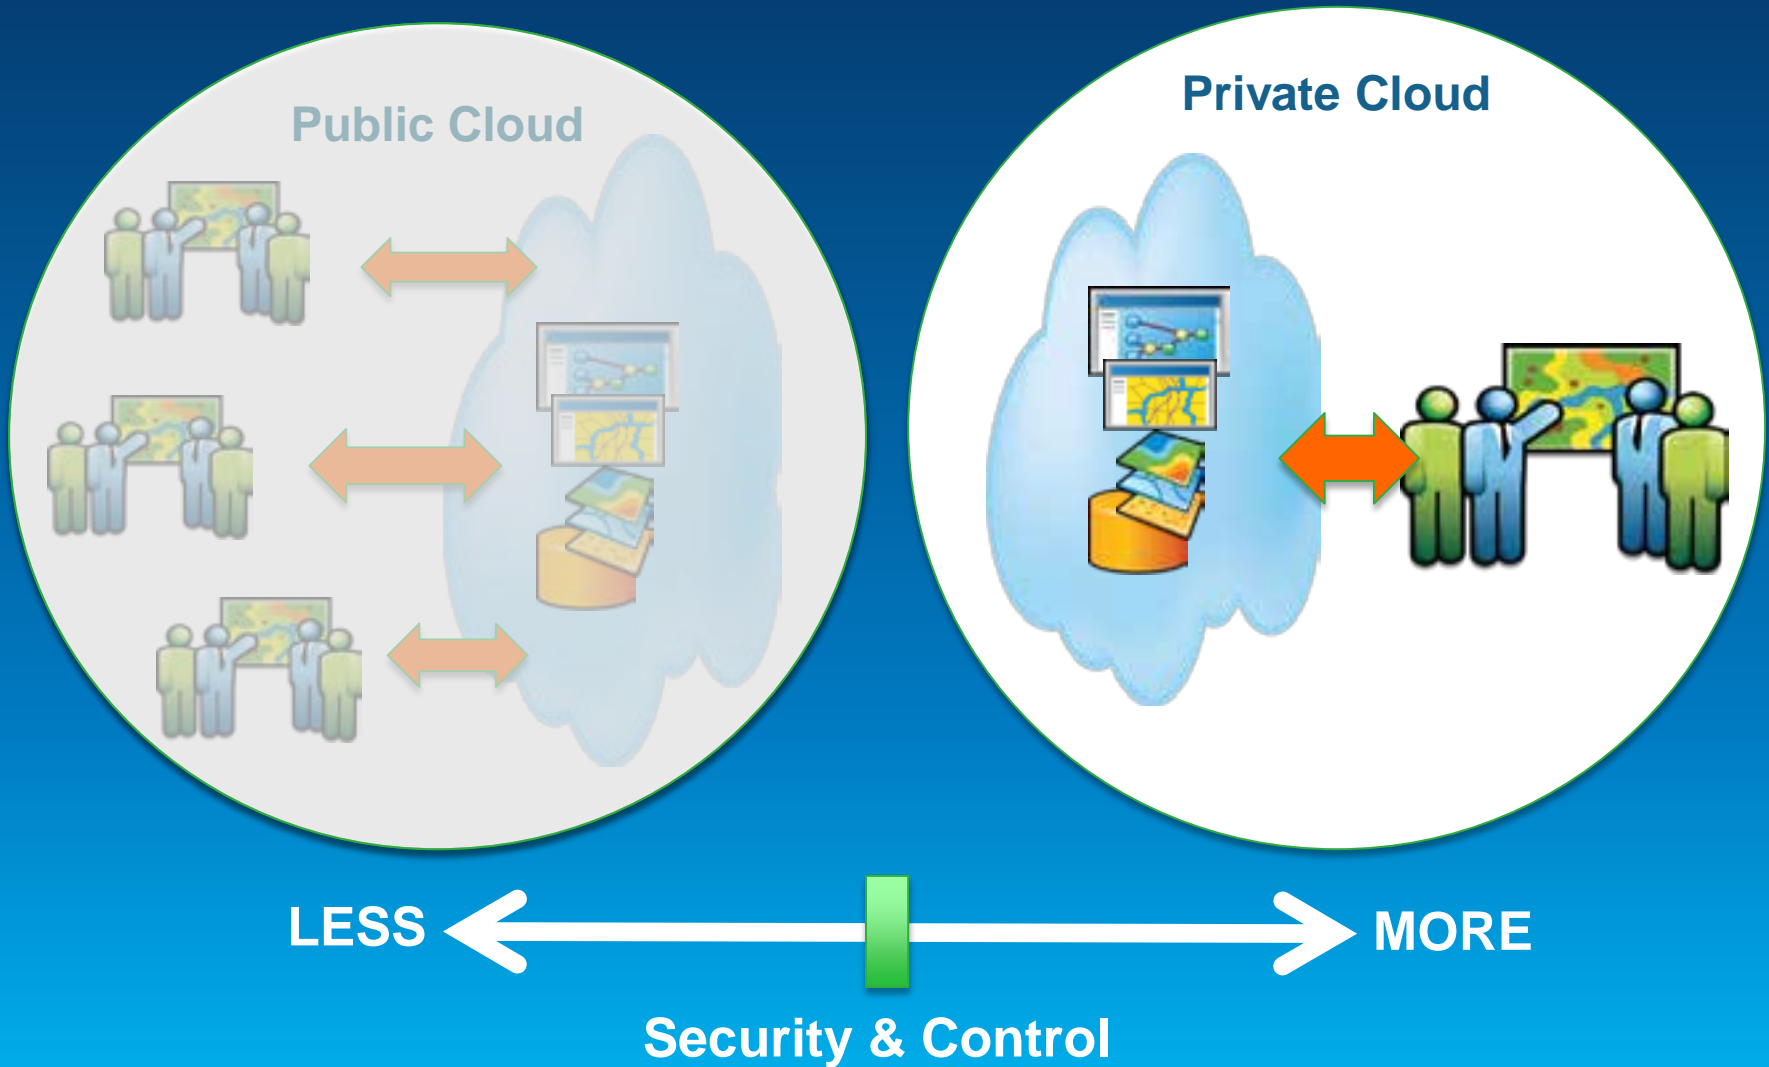 Public Cloud
Private Cloud
LESS
MORE
Security & Control